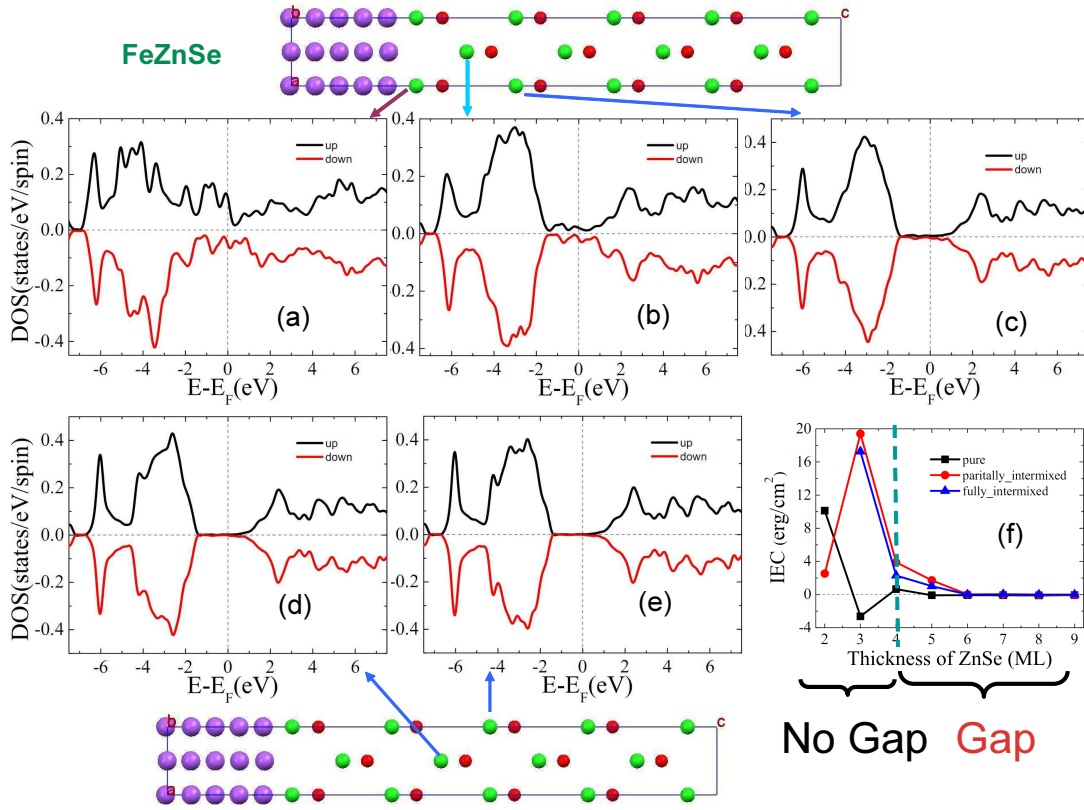 b
c
FeZnSe
a
0.4
0.2
0.0
-0.2
-0.4
DOS(states/eV/spin)
up
down
(a)
-6 -4 -2 0 2 4 6
E-E_F(eV)
0.4
0.2
0.0
0.2
0.4
up
down
(b)
-6 -4 -2 0 2 4 6
E-E_F(eV)
0.4
0.2
0.0
0.2
0.4
up
down
(c)
-6 -4 -2 0 2 4 6
E-E_F(eV)
0.4
0.2
0.0
-0.2
-0.4
DOS(states/eV/spin)
up
down
(d)
-6 -4 -2 0 2 4 6
E-E_F(eV)
0.4
0.2
0.0
-0.2
-0.4
up
down
(e)
-6 -4 -2 0 2 4 6
E-E_F(eV)
20
16
12
8
4
0
-4
IEC (erg/cm²)
pure
paritally_intermixed
fully_intermixed
(f)
2 3 4 5 6 7 8 9
Thickness of ZnSe (ML)
No Gap Gap
b
c
a